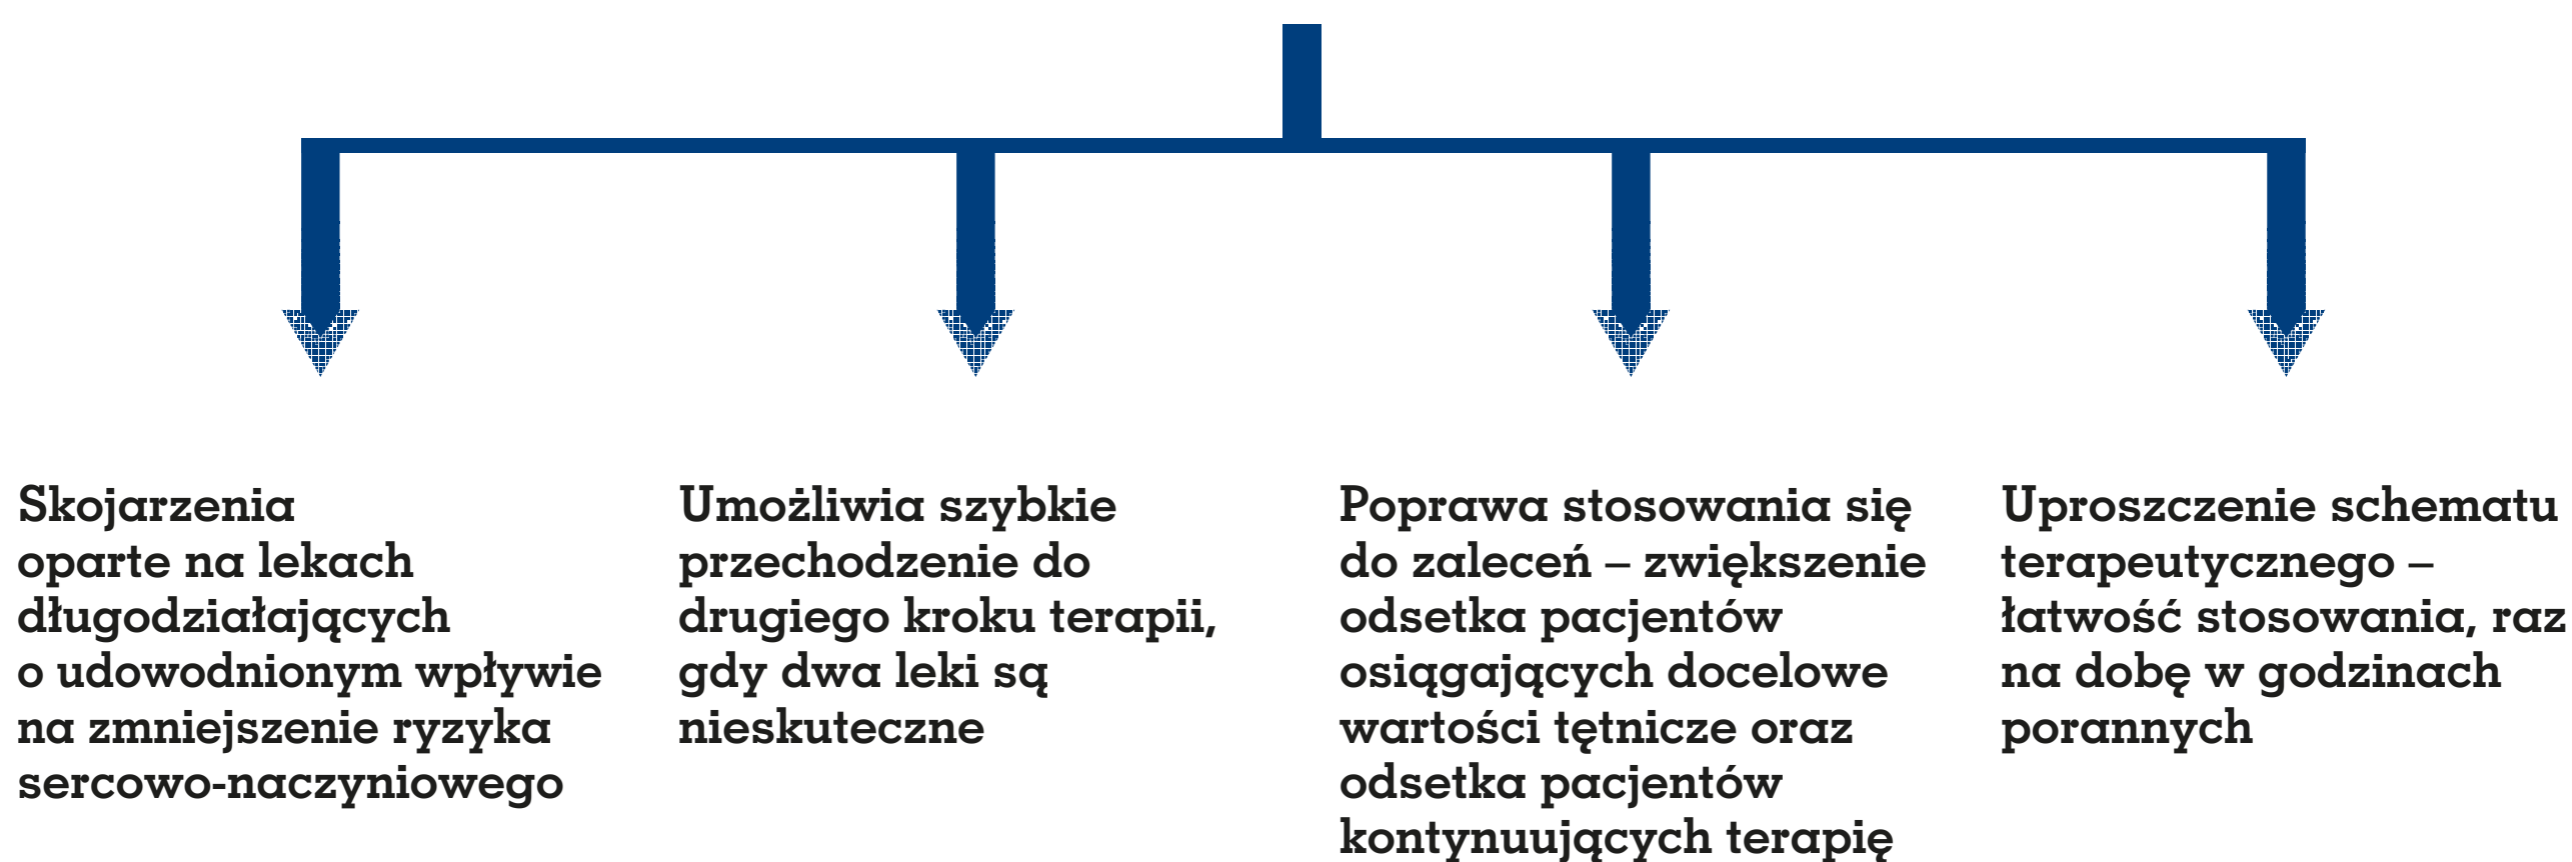 Skojarzenia
oparte na lekach
długodziałających
o udowodnionym wpływie
na zmniejszenie ryzyka
sercowo-naczyniowego
Umożliwia szybkie
przechodzenie do
drugiego kroku terapii,
gdy dwa leki są
nieskuteczne
Poprawa stosowania się
do zaleceń – zwiększenie
odsetka pacjentów
osiągających docelowe
wartości tętnicze oraz
odsetka pacjentów
kontynuujących terapię
Uproszczenie schematu
terapeutycznego –
łatwość stosowania, raz
na dobę w godzinach
porannych